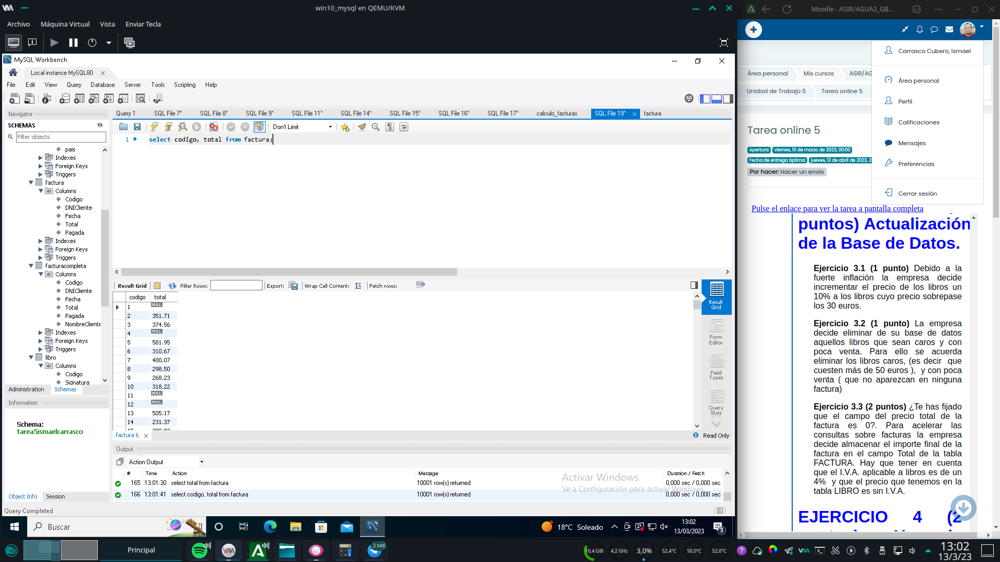 win10_mysql en QEMU/KVM
Archivo Máquina Virtual Vista Enviar Tecla
MySQL Workbench
Local instance MySQL80
File Edit View Query Database Server Tools Scripting Help
Navigator
SCHEMAS
Filter objects
pais
Indexes
Foreign Keys
Triggers
factura
Columns
Codigo
DNICliente
Fecha
Total
Pagada
Indexes
Foreign Keys
Triggers
facturacompleta
Columns
Codigo
DNICliente
Fecha
Total
Pagada
NombreCliente
Indexes
Foreign Keys
Triggers
libro
Columns
Codigo
Signatura
Administration Schemas
Information
Schema:
tarea5ismaelcarrasco
Object Info Session
Query Completed
Query 1 SQL File 7* SQL File 8* SQL File 9* SQL File 11* SQL File 14* SQL File 15* SQL File 16* SQL File 17* calculo_facturas SQL File 19* factura
Don't Limit
1 select codigo, total from factura;
Result Grid Filter Rows: Export: Wrap Cell Content: Fetch rows:
codigo total
1 NULL
2 351.71
3 374.56
4 NULL
5 581.95
6 310.67
7 400.07
8 298.50
9 268.23
10 318.22
11 NULL
12 NULL
13 505.17
14 231.37
Result Grid
Form Editor
Field Types
Query Stats
factura 6 Read Only
Output
Action Output
# Time Action Message Duration / Fetch
165 13:01:30 select total from factura 10001 row(s) returned 0,000 sec / 0,000 sec
166 13:01:41 select codigo, total from factura 10001 row(s) returned 0,000 sec / 0,000 sec
Activar Windows
Ve a Configuración para activar Windows.
Buscar
18°C Soleado
13:02
13/03/2023
3
Moodle - ASIR/AGUA2_GB...
Carrasco Cubero, Ismael
Área personal
Perfil
Calificaciones
Mensajes
Preferencias
Cerrar sesión
Área personal Mis cursos ASIR/AG
Unidad de Trabajo 5 Tarea online 5
Tarea online 5
Apertura: viernes, 10 de marzo de 2023, 00:00
Fecha de entrega óptima: jueves, 13 de abril de 2023, 2
Por hacer: Hacer un envío
Pulse el enlace para ver la tarea a pantalla completa
puntos) Actualización
de la Base de Datos.
Ejercicio 3.1 (1 punto) Debido a la
fuerte inflación la empresa decide
incrementar el precio de los libros un
10% a los libros cuyo precio sobrepase
los 30 euros.
Ejercicio 3.2 (1 punto) La empresa
decide eliminar de su base de datos
aquellos libros que sean caros y con
poca venta. Para ello se acuerda
eliminar los libros caros, (es decir que
cuesten más de 50 euros ), y con poca
venta ( que no aparezcan en ninguna
factura)
Ejercicio 3.3 (2 puntos) ¿Te has fijado
que el campo del precio total de la
factura es 0?. Para acelerar las
consultas sobre facturas la empresa
decide almacenar el importe final de la
factura en el campo Total de la tabla
FACTURA. Hay que tener en cuenta
que el I.V.A. aplicable a libros es de un
4% y que el precio que tenemos en la
tabla LIBRO es sin I.V.A.
EJERCICIO 4 (2
Principal
3.948
10,4 GiB 4,2 GHz 3,0% 52,4°C 50,0°C 52,0°C
13:02
13/3/23